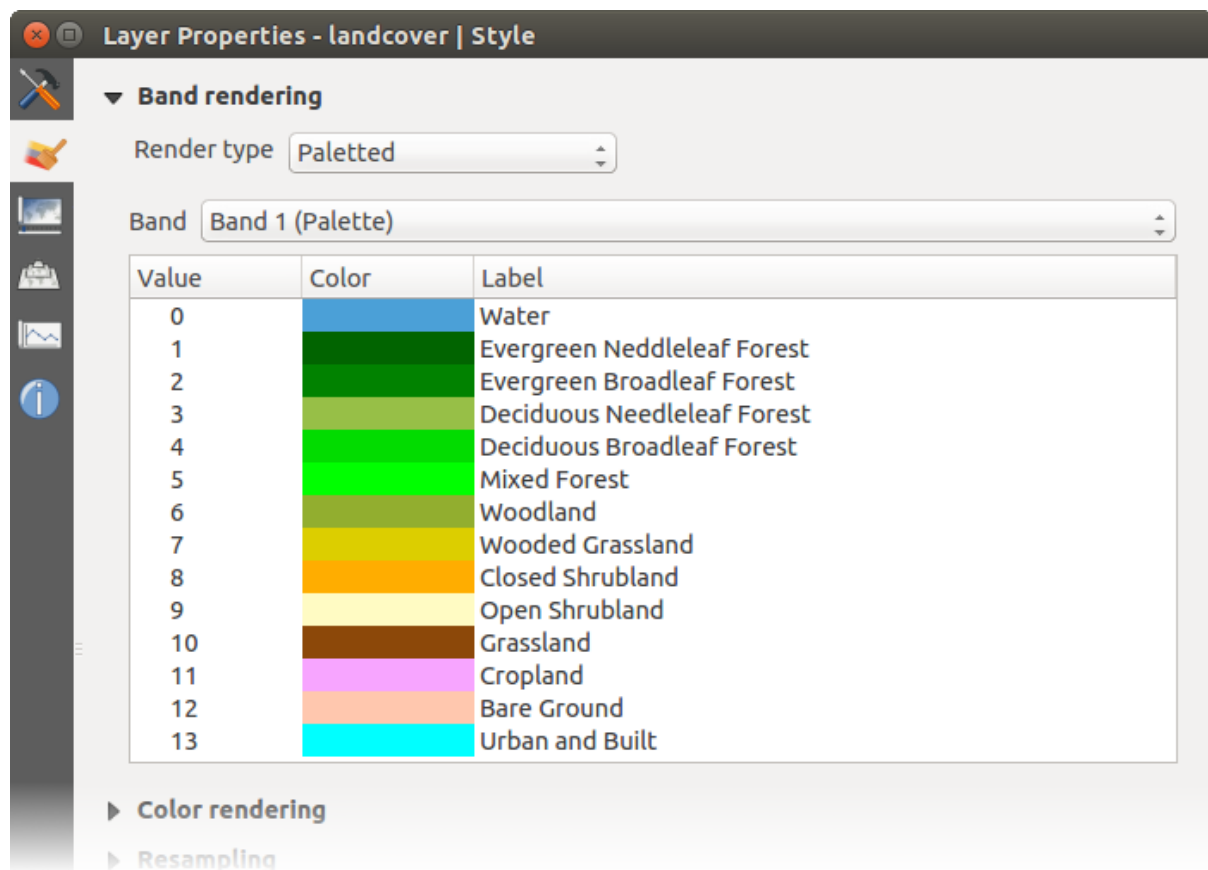 Layer Properties - landcover | Style
Band rendering
Render type Paletted
Band Band 1 (Palette)
Value Color Label
0 Water
1 Evergreen Neddleleaf Forest
2 Evergreen Broadleaf Forest
3 Deciduous Needleleaf Forest
4 Deciduous Broadleaf Forest
5 Mixed Forest
6 Woodland
7 Wooded Grassland
8 Closed Shrubland
9 Open Shrubland
10 Grassland
11 Cropland
12 Bare Ground
13 Urban and Built
Color rendering
Resampling